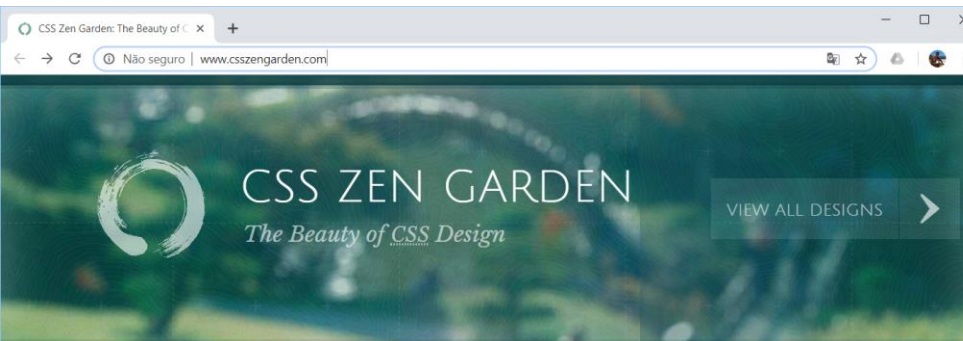 CSS Zen Garden: The Beauty of C
Não seguro | www.csszengarden.com
CSS ZEN GARDEN
The Beauty of CSS Design
VIEW ALL DESIGNS